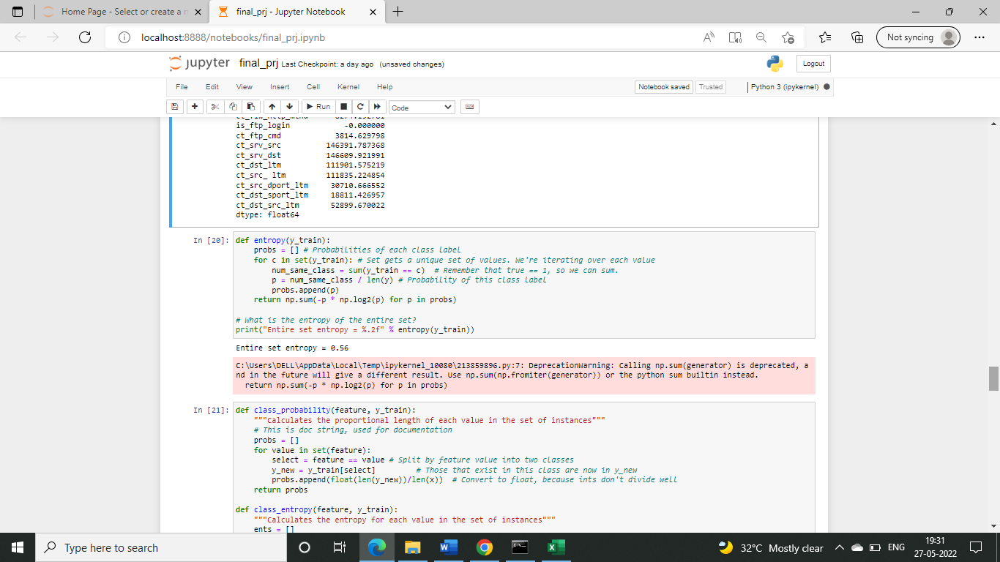 Home Page - Select or create a n
final_prj - Jupyter Notebook
localhost:8888/notebooks/final_prj.ipynb
Not syncing
jupyter final_prj Last Checkpoint: a day ago (unsaved changes)
Logout
File Edit View Insert Cell Kernel Help
Notebook saved Trusted Python 3 (ipykernel)
Run Code
is_ftp_login -0.000000
ct_ftp_cmd 3814.629798
ct_srv_src 146391.787368
ct_srv_dst 146609.921991
ct_dst_ltm 111901.575219
ct_src_ ltm 111835.224854
ct_src_dport_ltm 30710.666552
ct_dst_sport_ltm 18811.426957
ct_dst_src_ltm 52899.670022
dtype: float64
In [20]: def entropy(y_train):
probs = [] # Probabilities of each class label
for c in set(y_train): # Set gets a unique set of values. We're iterating over each value
num_same_class = sum(y_train == c) # Remember that true == 1, so we can sum.
p = num_same_class / len(y) # Probability of this class label
probs.append(p)
return np.sum(-p * np.log2(p) for p in probs)
# What is the entropy of the entire set?
print("Entire set entropy = %.2f" % entropy(y_train))
Entire set entropy = 0.56
C:\Users\DELL\AppData\Local\Temp\ipykernel_10080\213859896.py:7: DeprecationWarning: Calling np.sum(generator) is deprecated, a
nd in the future will give a different result. Use np.sum(np.fromiter(generator)) or the python sum builtin instead.
return np.sum(-p * np.log2(p) for p in probs)
In [21]: def class_probability(feature, y_train):
"""Calculates the proportional length of each value in the set of instances"""
# This is doc string, used for documentation
probs = []
for value in set(feature):
select = feature == value # Split by feature value into two classes
y_new = y_train[select] # Those that exist in this class are now in y_new
probs.append(float(len(y_new))/len(x)) # Convert to float, because ints don't divide well
return probs
def class_entropy(feature, y_train):
"""Calculates the entropy for each value in the set of instances"""
ents = []
Type here to search
32°C Mostly clear
ENG
19:31
27-05-2022